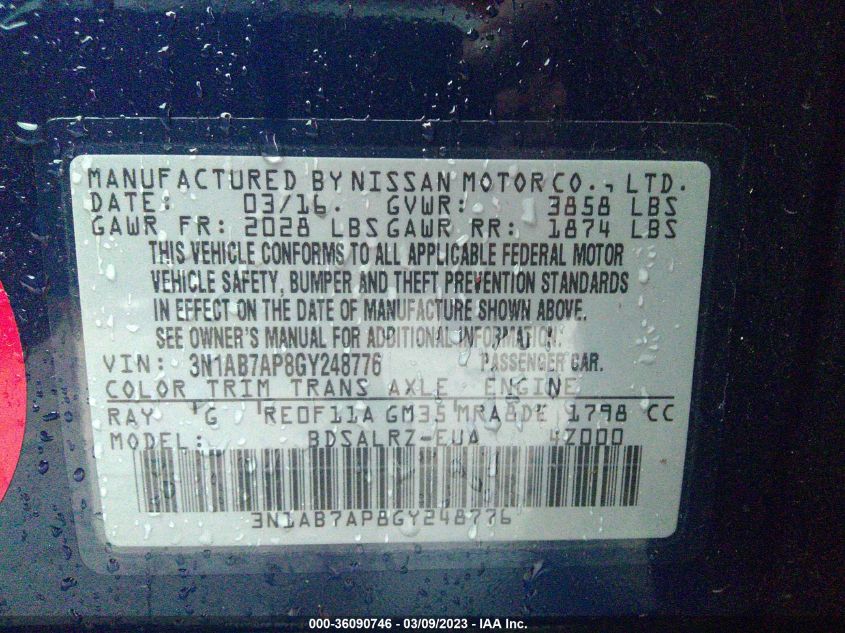 MANUFACTURED BY NISSAN MOTOR CO., LTD.
DATE: 03/16. GVWR: 3858 LBS
GAWR FR: 2028 LBS GAWR RR: 1874 LBS
THIS VEHICLE CONFORMS TO ALL APPLICABLE FEDERAL MOTOR
VEHICLE SAFETY, BUMPER AND THEFT PREVENTION STANDARDS
IN EFFECT ON THE DATE OF MANUFACTURE SHOWN ABOVE.
SEE OWNER'S MANUAL FOR ADDITIONAL INFORMATION.
VIN: 3N1AB7AP8GY248776 PASSENGER CAR.
COLOR TRIM TRANS AXLE ENGINE
RAY G RE0F11A GM35 MRA8DE 1798 CC
MODEL: BDSALRZ-EUA 4Z000
3N1AB7AP8GY248776
000-36090746 - 03/09/2023 - IAA Inc.